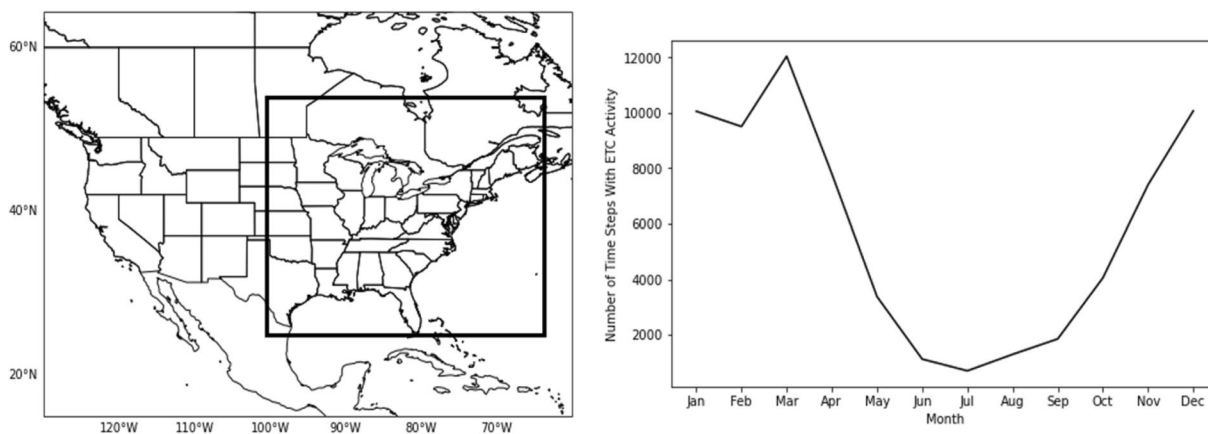 60°N
40°N
20°N
120°W 110°W 100°W 90°W 80°W 70°W
Number of Time Steps With ETC Activity
12000
10000
8000
6000
4000
2000
Jan Feb Mar Apr May Jun Jul Aug Sep Oct Nov Dec
Month